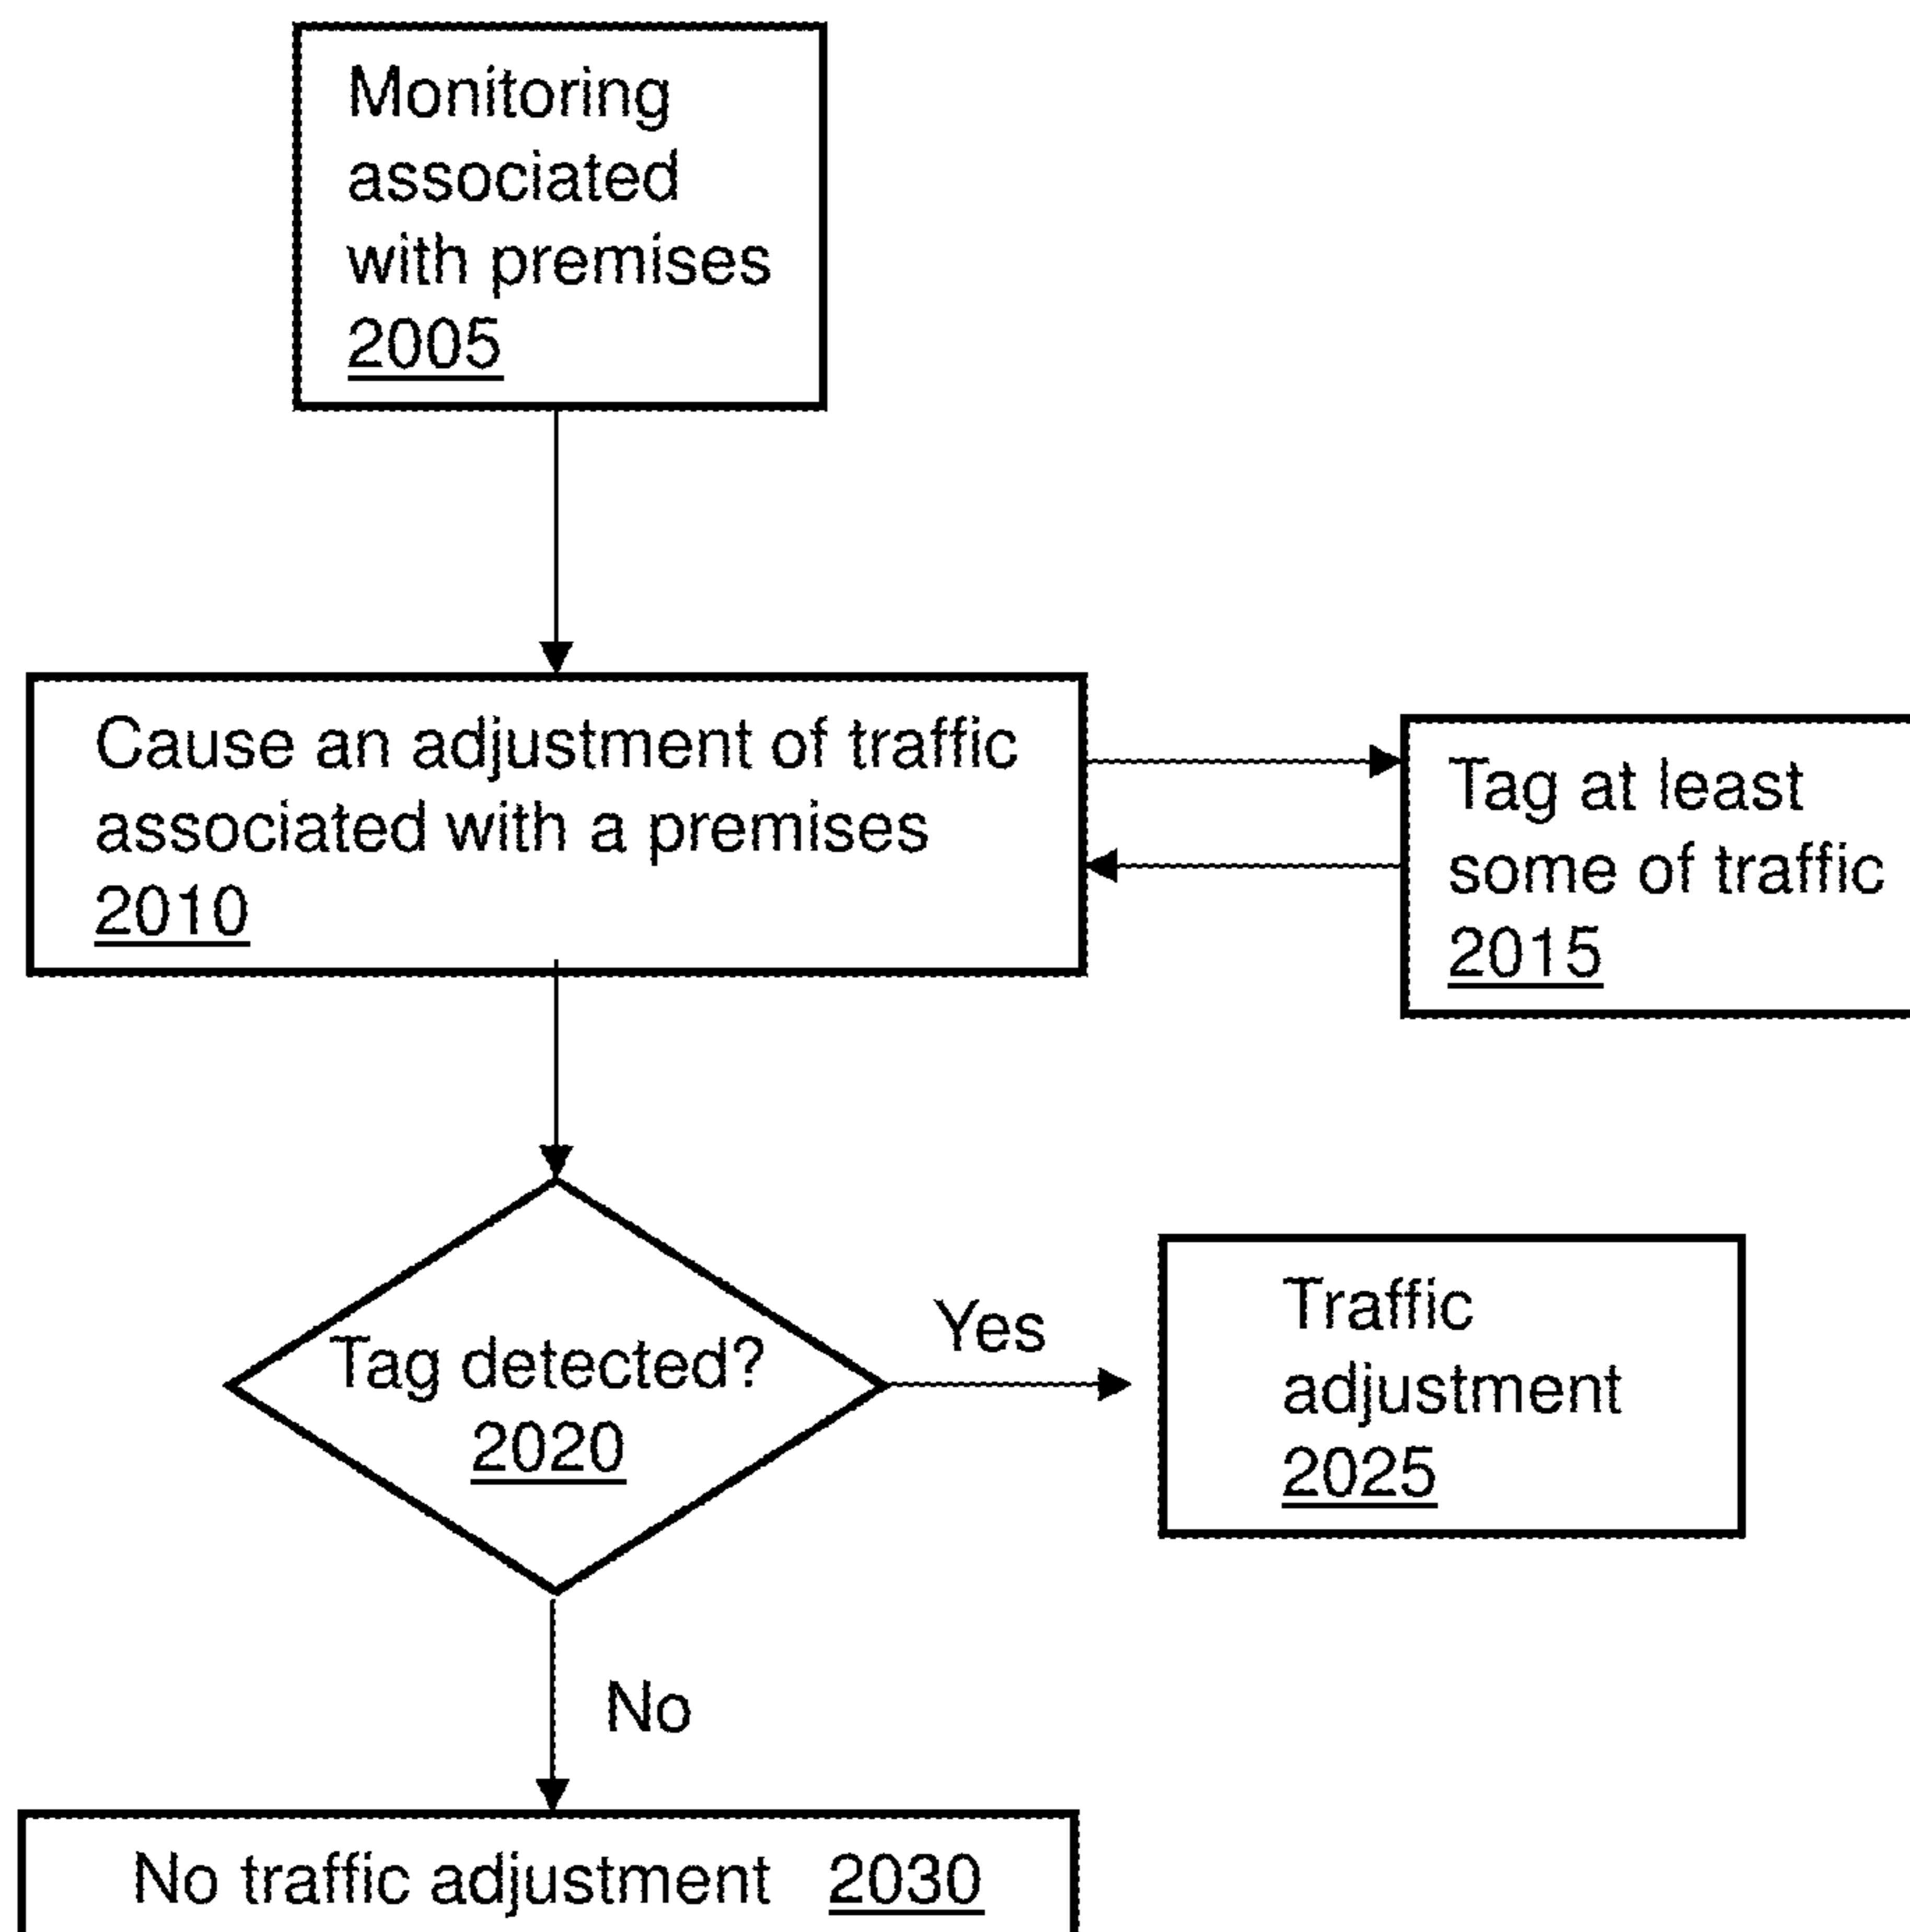 Monitoring
associated
with premises
2005
Cause an adjustment of traffic
associated with a premises
2010
Tag at least
some of traffic
2015
Tag detected?
2020
Yes
Traffic
adjustment
2025
No
No traffic adjustment 2030